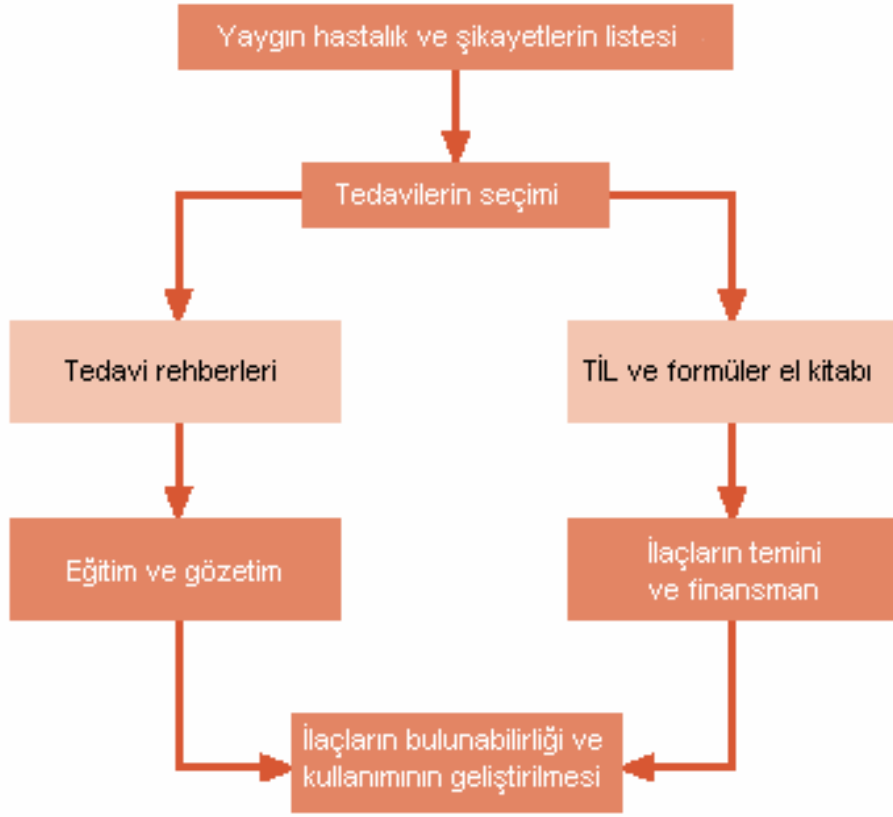 Yaygın hastalık ve şikayetlerin listesi
Tedavilerin seçimi
Tedavi rehberleri
TİL ve formüler el kitabı
Eğitim ve gözetim
İlaçların temini
ve finansman
İlaçların bulunabilirliği ve
kullanımının geliştirilmesi